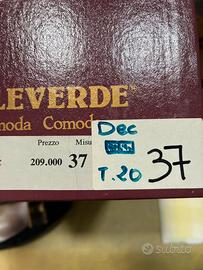 LEVERDE®
moda Comod
Prezzo Misu
209.000 37
Dec
T.20 37
subito